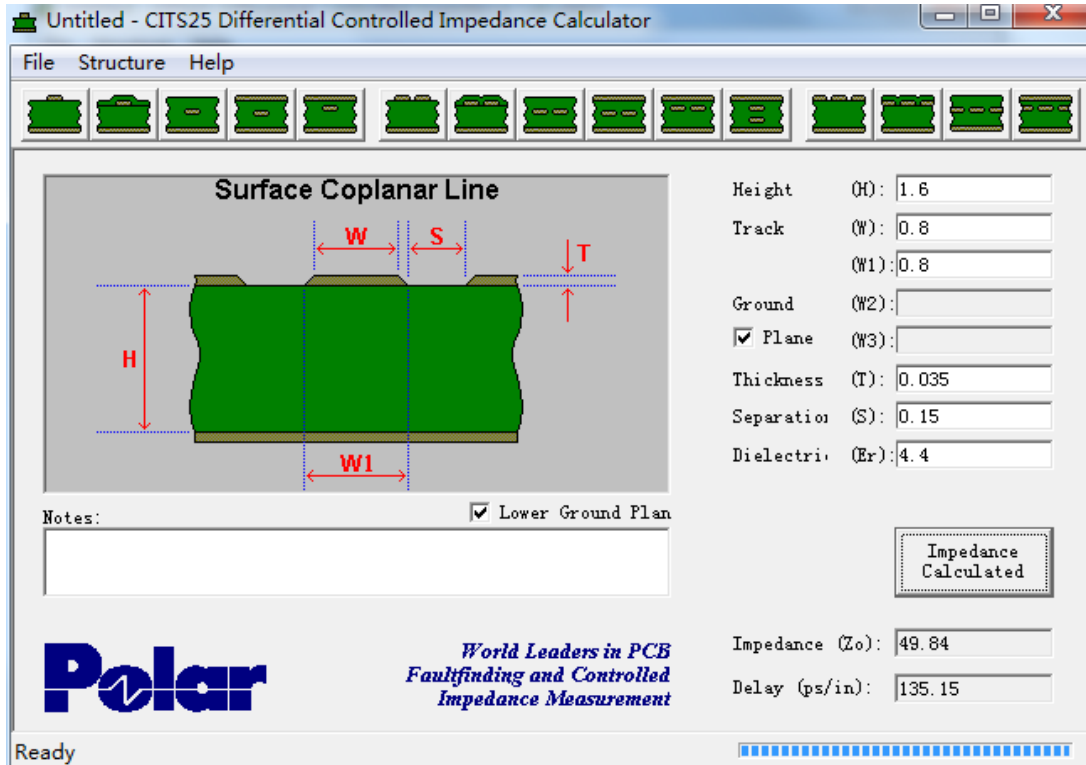 Untitled - CITS25 Differential Controlled Impedance Calculator
File Structure Help
Surface Coplanar Line
W
S
T
H
W1
Height (H): 1.6
Track (W): 0.8
(W1): 0.8
Ground (W2):
Plane (W3):
Thickness (T): 0.035
Separatio (S): 0.15
Dielectri (Er): 4.4
Notes:
Lower Ground Plan
Impedance
Calculated
Polar
World Leaders in PCB
Faultfinding and Controlled
Impedance Measurement
Impedance (Zo): 49.84
Delay (ps/in): 135.15
Ready